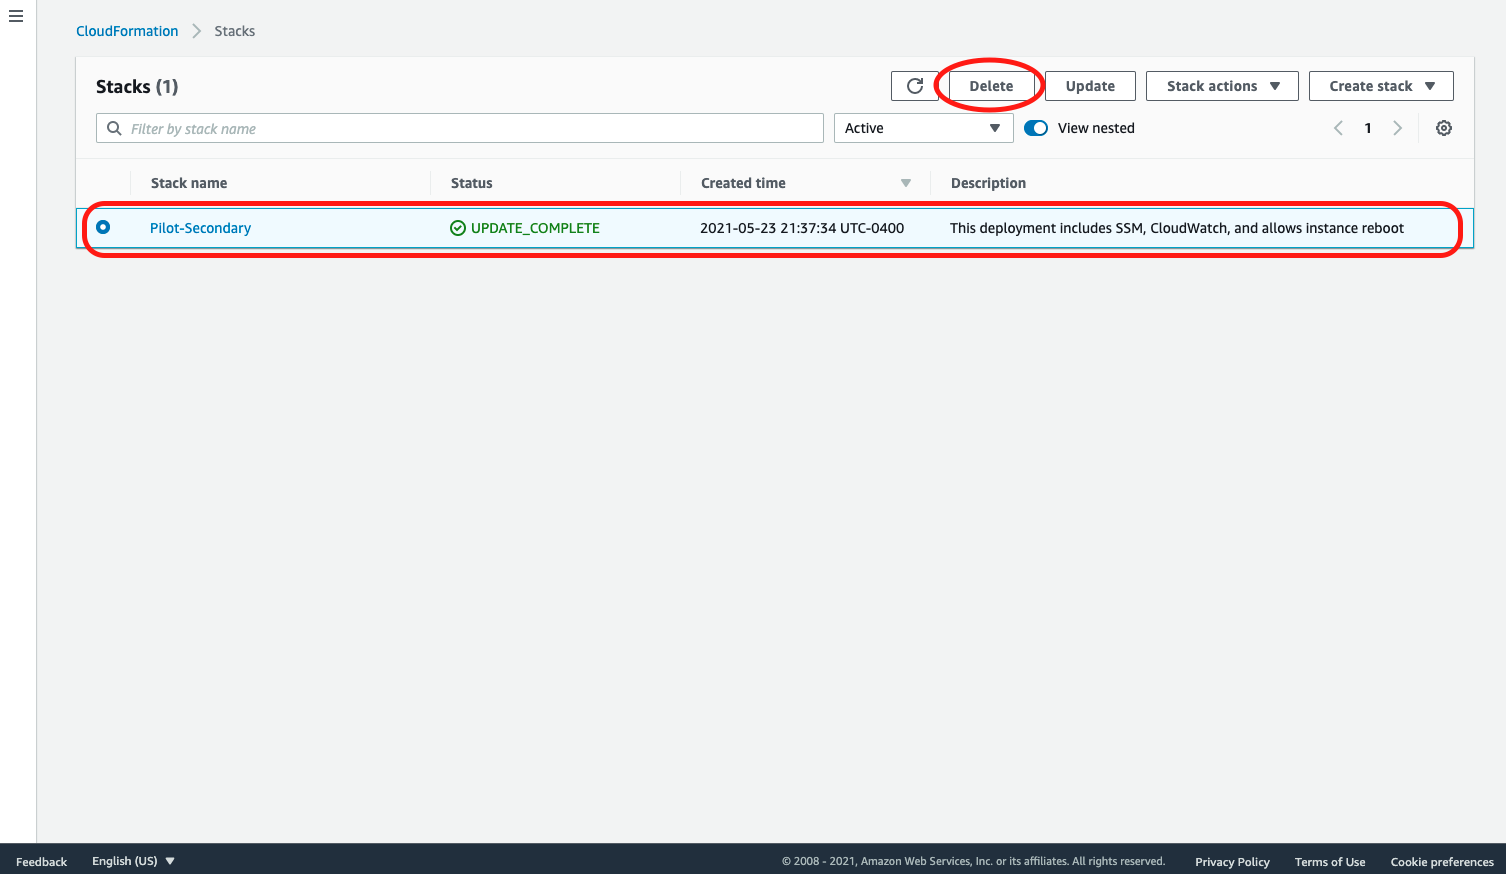 CloudFormation Stacks
Stacks (1) Delete Update Stack actions Create stack
Filter by stack name Active View nested 1
Stack name Status Created time Description
Pilot-Secondary UPDATE_COMPLETE 2021-05-23 21:37:34 UTC-0400 This deployment includes SSM, CloudWatch, and allows instance reboot
Feedback English (US) © 2008 - 2021, Amazon Web Services, Inc. or its affiliates. All rights reserved. Privacy Policy Terms of Use Cookie preferences